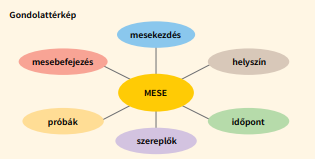 Gondolattérkép
mesekezdés
mesebefejezés
helyszín
MESE
próbák
időpont
szereplők